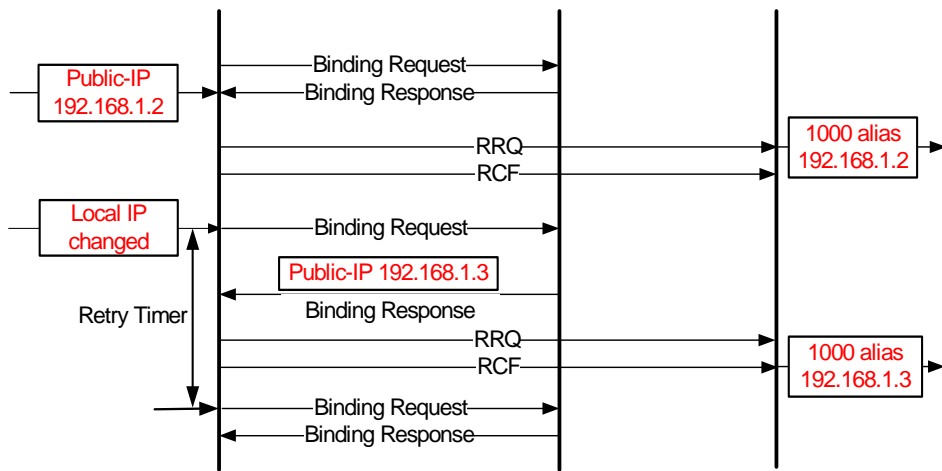 Binding Request
Public-IP
192.168.1.2
Binding Response
RRQ
1000 alias
192.168.1.2
RCF
Local IP
changed
Binding Request
Public-IP 192.168.1.3
Binding Response
Retry Timer
RRQ
1000 alias
192.168.1.3
RCF
Binding Request
Binding Response